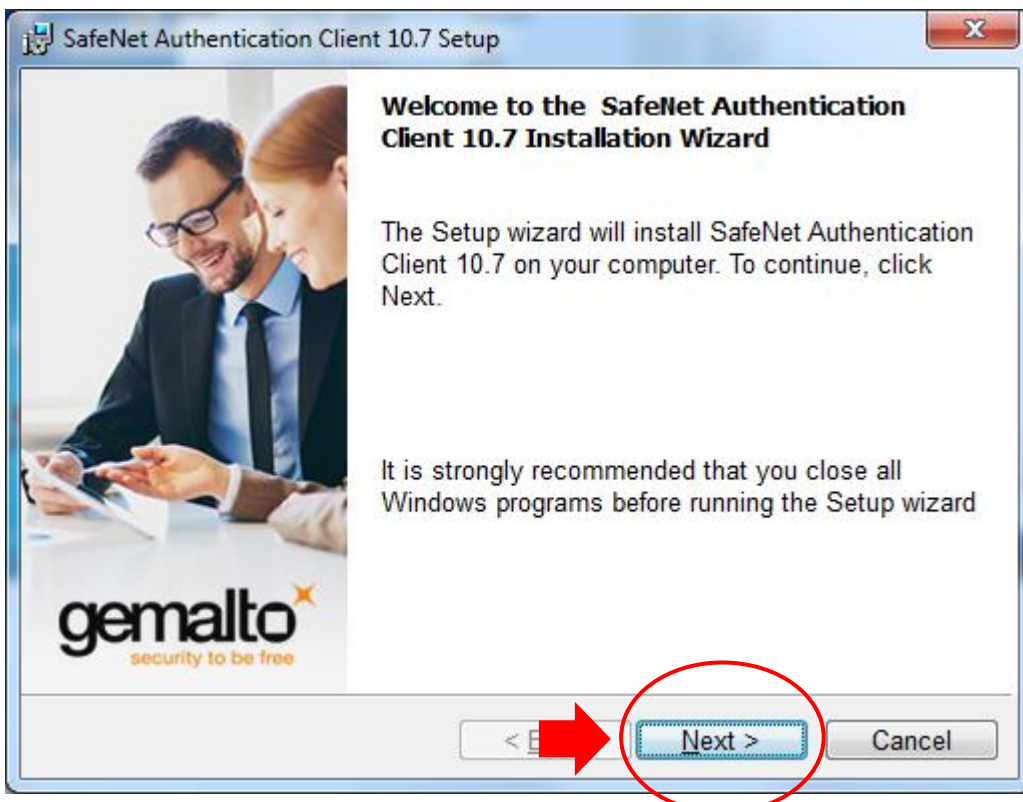 SafeNet Authentication Client 10.7 Setup
Welcome to the SafeNet Authentication
Client 10.7 Installation Wizard
The Setup wizard will install SafeNet Authentication
Client 10.7 on your computer. To continue, click
Next.
It is strongly recommended that you close all
Windows programs before running the Setup wizard
gemalto
security to be free
<
Next >
Cancel